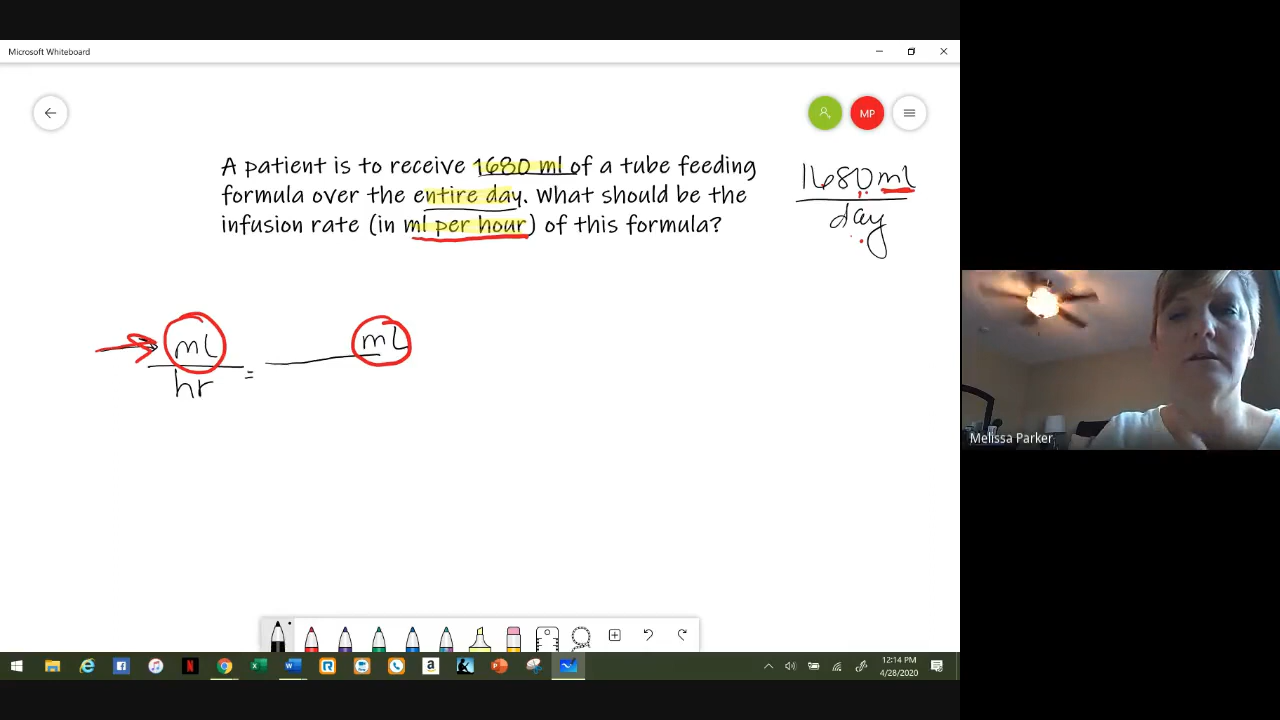 Microsoft Whiteboard
MP
A patient is to receive 1680 ml of a tube feeding
formula over the entire day. What should be the
infusion rate (in ml per hour) of this formula?
1680 ml
day
mL
hr
=
mL
Melissa Parker
12:14 PM
4/28/2020